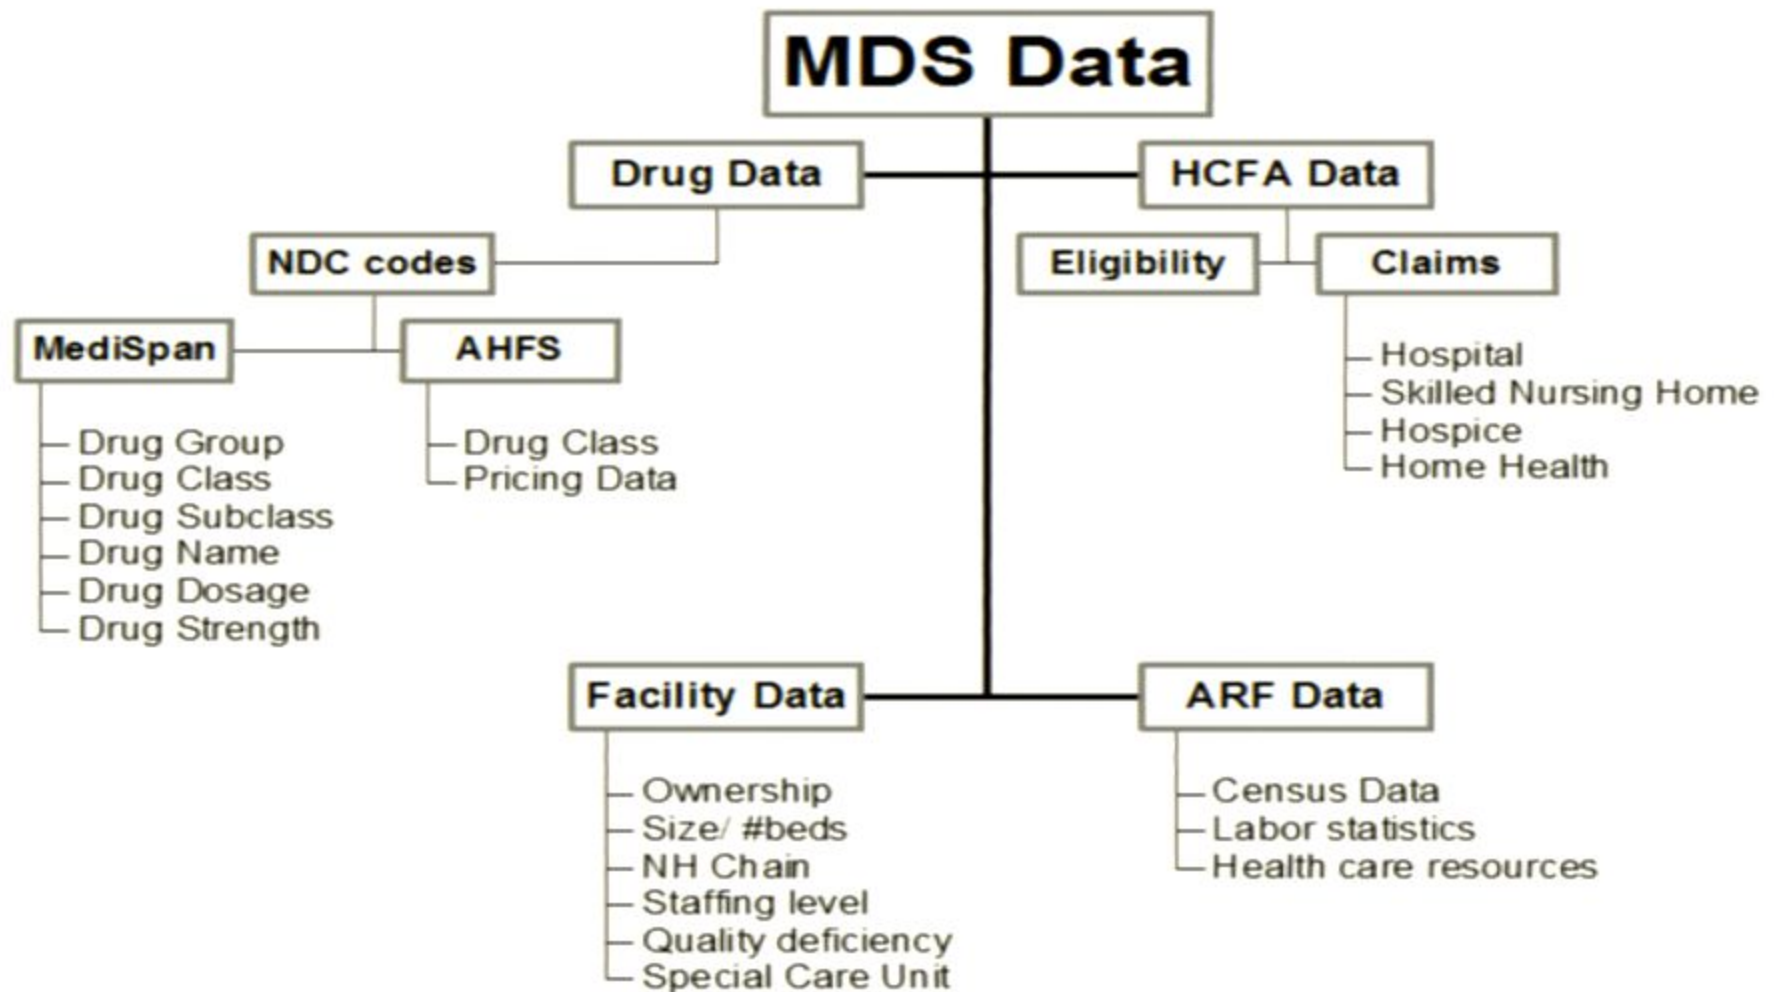 MDS Data
Drug Data
HCFA Data
NDC codes
Eligibility
Claims
MediSpan
AHFS
Hospital
Skilled Nursing Home
Hospice
Home Health
Drug Group
Drug Class
Drug Subclass
Drug Name
Drug Dosage
Drug Strength
Drug Class
Pricing Data
Facility Data
ARF Data
Ownership
Size/ #beds
NH Chain
Staffing level
Quality deficiency
Special Care Unit
Census Data
Labor statistics
Health care resources